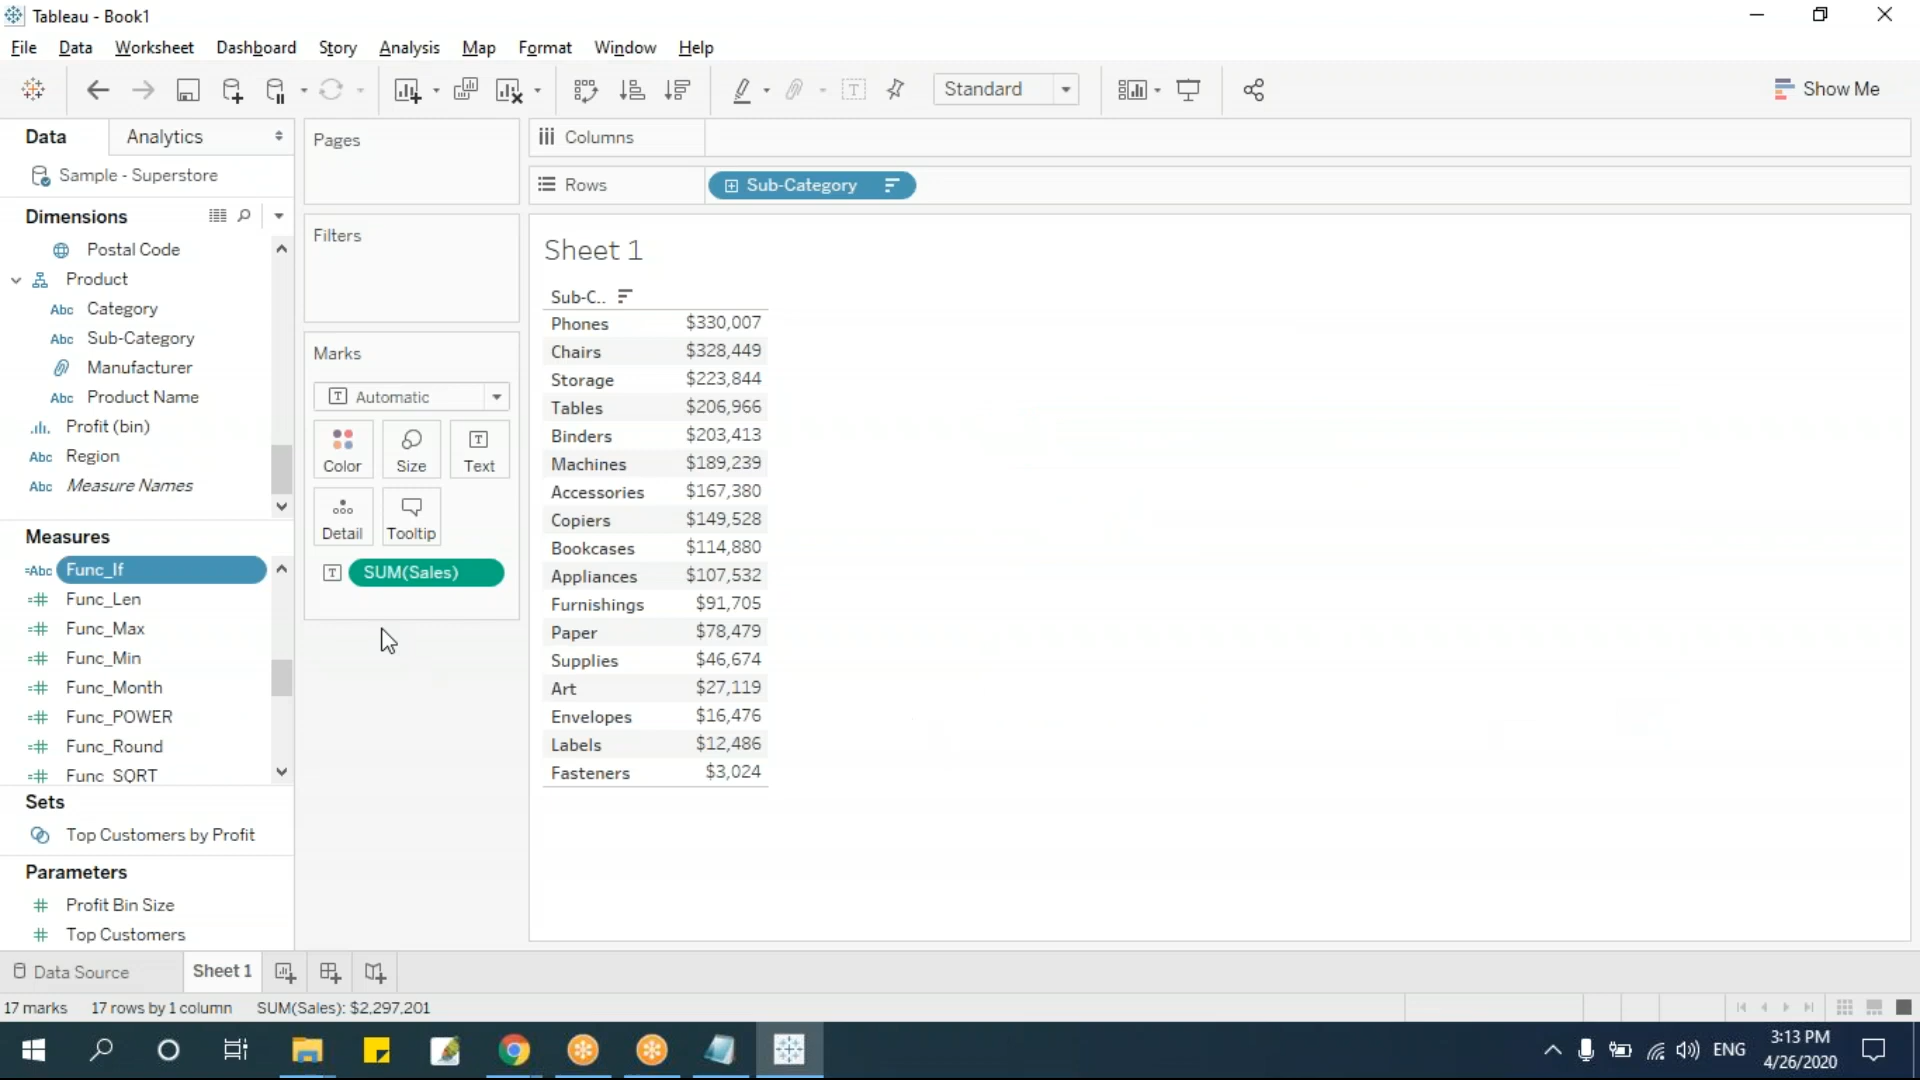 Tableau - Book1
File Data Worksheet Dashboard Story Analysis Map Format Window Help
Standard
Show Me
Data
Analytics
Sample - Superstore
Dimensions
Postal Code
Product
Abc Category
Abc Sub-Category
Manufacturer
Abc Product Name
Profit (bin)
Abc Region
Abc Measure Names
Measures
=Abc Func_If
=# Func_Len
=# Func_Max
=# Func_Min
=# Func_Month
=# Func_POWER
=# Func_Round
=# Func_SQRT
Sets
Top Customers by Profit
Parameters
# Profit Bin Size
# Top Customers
Pages
Filters
Marks
T Automatic
Color Size Text
Detail Tooltip
T SUM(Sales)
Columns
Rows
Sub-Category
Sheet 1
Sub-C..
Phones $330,007
Chairs $328,449
Storage $223,844
Tables $206,966
Binders $203,413
Machines $189,239
Accessories $167,380
Copiers $149,528
Bookcases $114,880
Appliances $107,532
Furnishings $91,705
Paper $78,479
Supplies $46,674
Art $27,119
Envelopes $16,476
Labels $12,486
Fasteners $3,024
Data Source
Sheet 1
17 marks 17 rows by 1 column SUM(Sales): $2,297,201
ENG
3:13 PM
4/26/2020